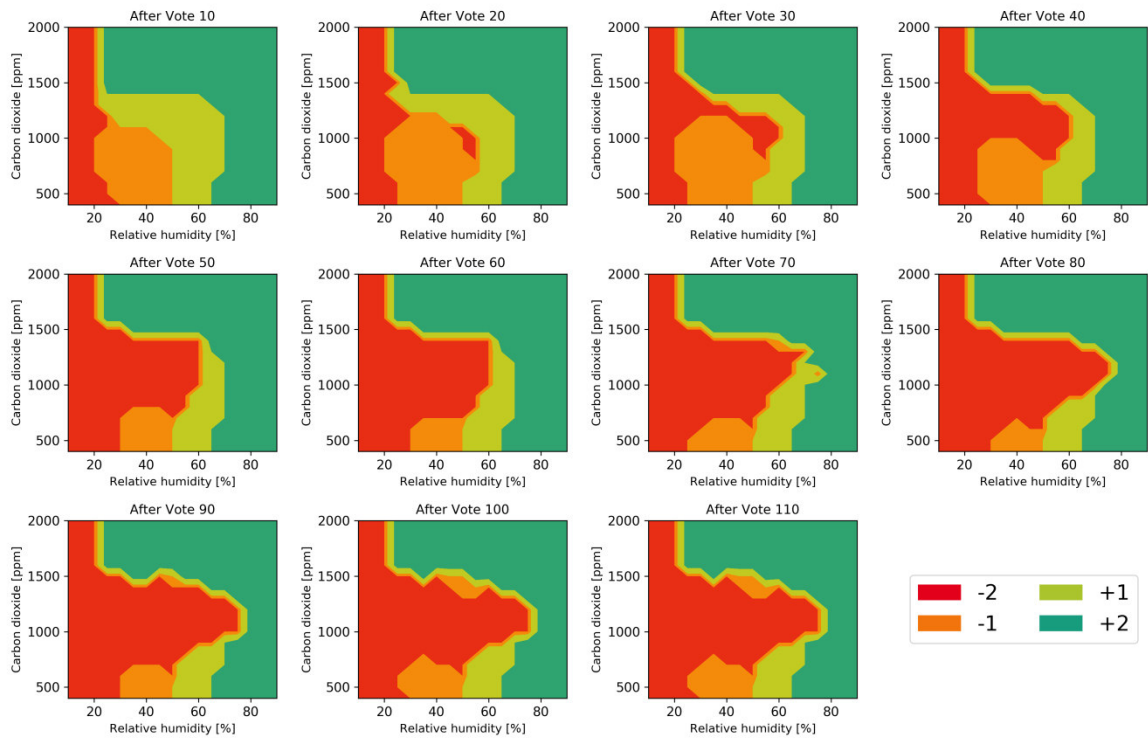 After Vote 10 After Vote 20 After Vote 30 After Vote 40
2000 2000 2000 2000
1500 1500 1500 1500
1000 1000 1000 1000
500 500 500 500
Carbon dioxide [ppm] Carbon dioxide [ppm] Carbon dioxide [ppm] Carbon dioxide [ppm]
20 40 60 80 20 40 60 80 20 40 60 80 20 40 60 80
Relative humidity [%] Relative humidity [%] Relative humidity [%] Relative humidity [%]
After Vote 50 After Vote 60 After Vote 70 After Vote 80
2000 2000 2000 2000
1500 1500 1500 1500
1000 1000 1000 1000
500 500 500 500
Carbon dioxide [ppm] Carbon dioxide [ppm] Carbon dioxide [ppm] Carbon dioxide [ppm]
20 40 60 80 20 40 60 80 20 40 60 80 20 40 60 80
Relative humidity [%] Relative humidity [%] Relative humidity [%] Relative humidity [%]
After Vote 90 After Vote 100 After Vote 110
2000 2000 2000
1500 1500 1500
1000 1000 1000
500 500 500
Carbon dioxide [ppm] Carbon dioxide [ppm] Carbon dioxide [ppm]
20 40 60 80 20 40 60 80 20 40 60 80
Relative humidity [%] Relative humidity [%] Relative humidity [%]
-2 +1
-1 +2